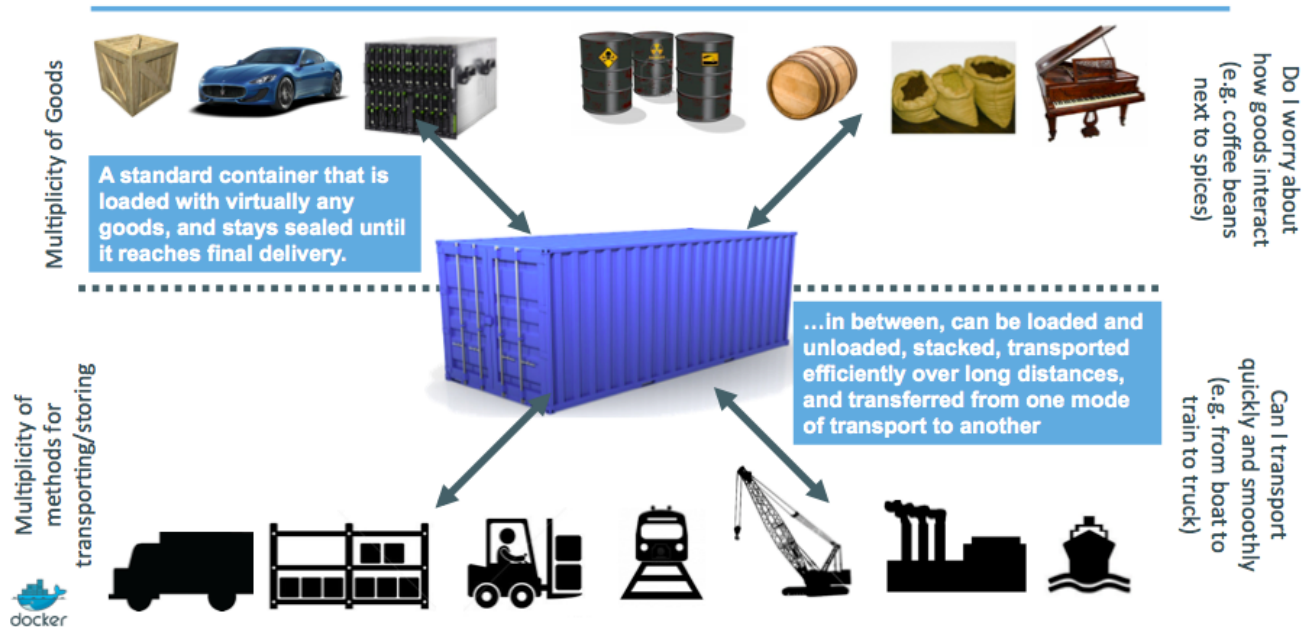 Multiplicity of Goods
A standard container that is
loaded with virtually any
goods, and stays sealed until
it reaches final delivery.
Do I worry about
how goods interact
(e.g. coffee beans
next to spices)
Multiplicity of
methods for
transporting/storing
…in between, can be loaded and
unloaded, stacked, transported
efficiently over long distances,
and transferred from one mode
of transport to another
Can I transport
quickly and smoothly
(e.g. from boat to
train to truck)
docker